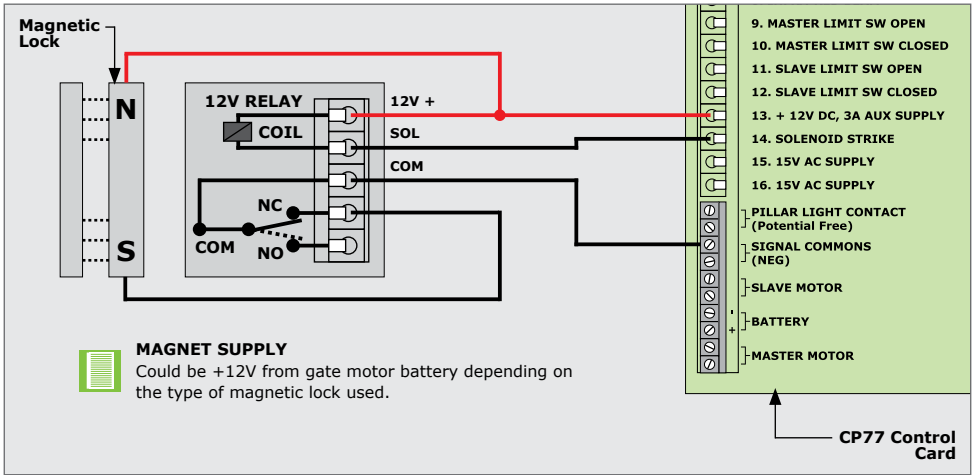 Magnetic
Lock
N
S
12V RELAY
COIL
NC
COM
NO
12V +
SOL
COM
9. MASTER LIMIT SW OPEN
10. MASTER LIMIT SW CLOSED
11. SLAVE LIMIT SW OPEN
12. SLAVE LIMIT SW CLOSED
13. + 12V DC, 3A AUX SUPPLY
14. SOLENOID STRIKE
15. 15V AC SUPPLY
16. 15V AC SUPPLY
PILLAR LIGHT CONTACT
(Potential Free)
SIGNAL COMMONS
(NEG)
SLAVE MOTOR
-
BATTERY
+
MASTER MOTOR
MAGNET SUPPLY
Could be +12V from gate motor battery depending on
the type of magnetic lock used.
CP77 Control
Card